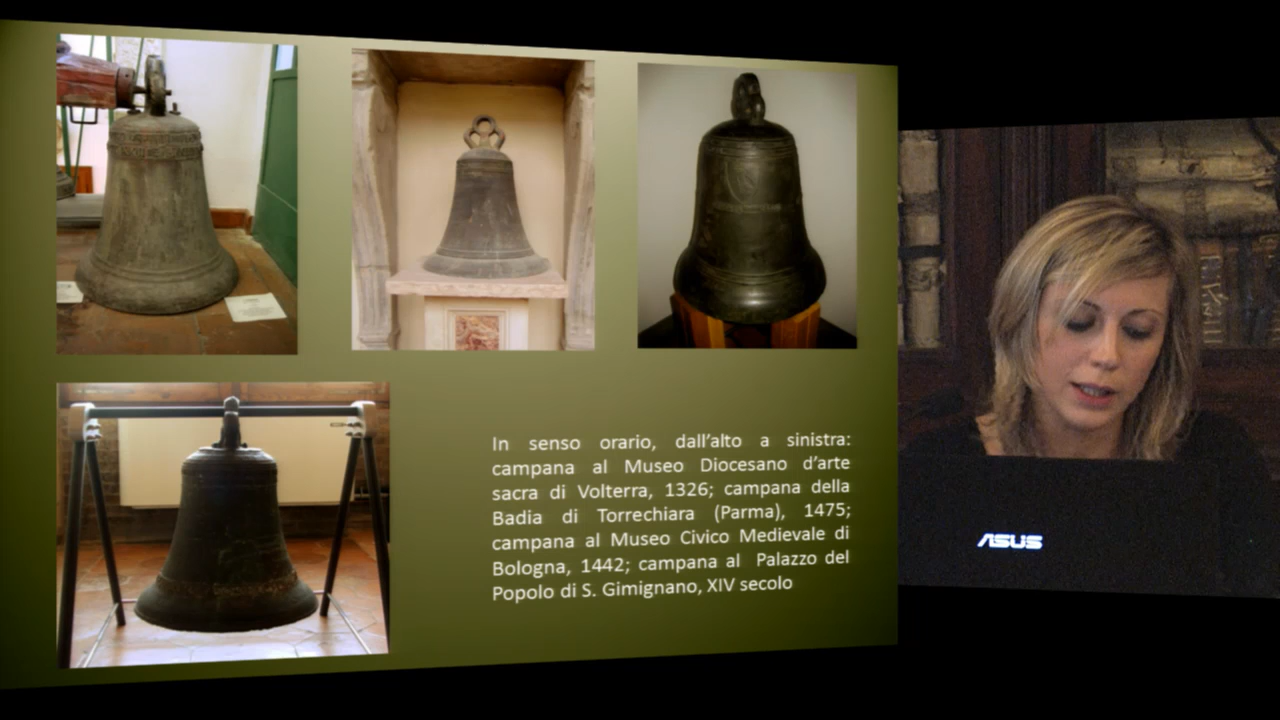 In senso orario, dall'alto a sinistra:
campana al Museo Diocesano d'arte
sacra di Volterra, 1326; campana della
Badia di Torrechiara (Parma), 1475;
campana al Museo Civico Medievale di
Bologna, 1442; campana al Palazzo del
Popolo di S. Gimignano, XIV secolo
ASUS